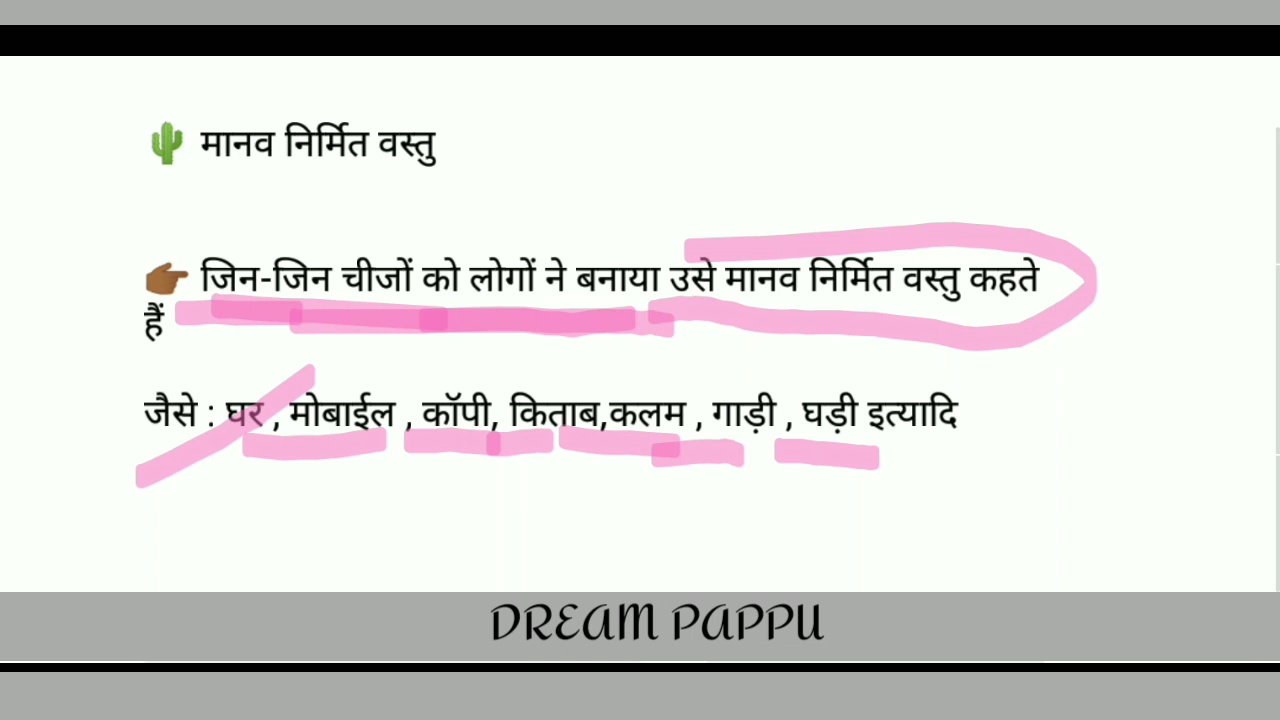 🌵 मानव निर्मित वस्तु
👉🏾 जिन-जिन चीजों को लोगों ने बनाया उसे मानव निर्मित वस्तु कहते
हैं
जैसे : घर , मोबाईल , कॉपी, किताब,कलम , गाड़ी , घड़ी इत्यादि
DREAM PAPPU